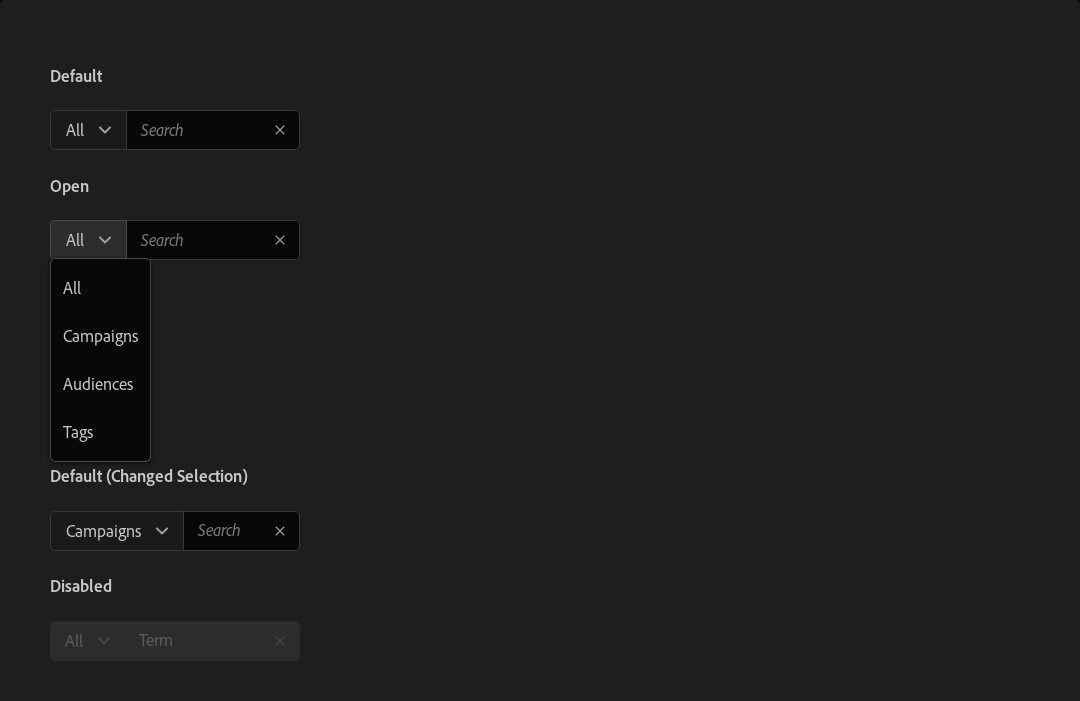 Default
All Search
Open
All Search
All
Campaigns
Audiences
Tags
Default (Changed Selection)
Campaigns Search
Disabled
All Term